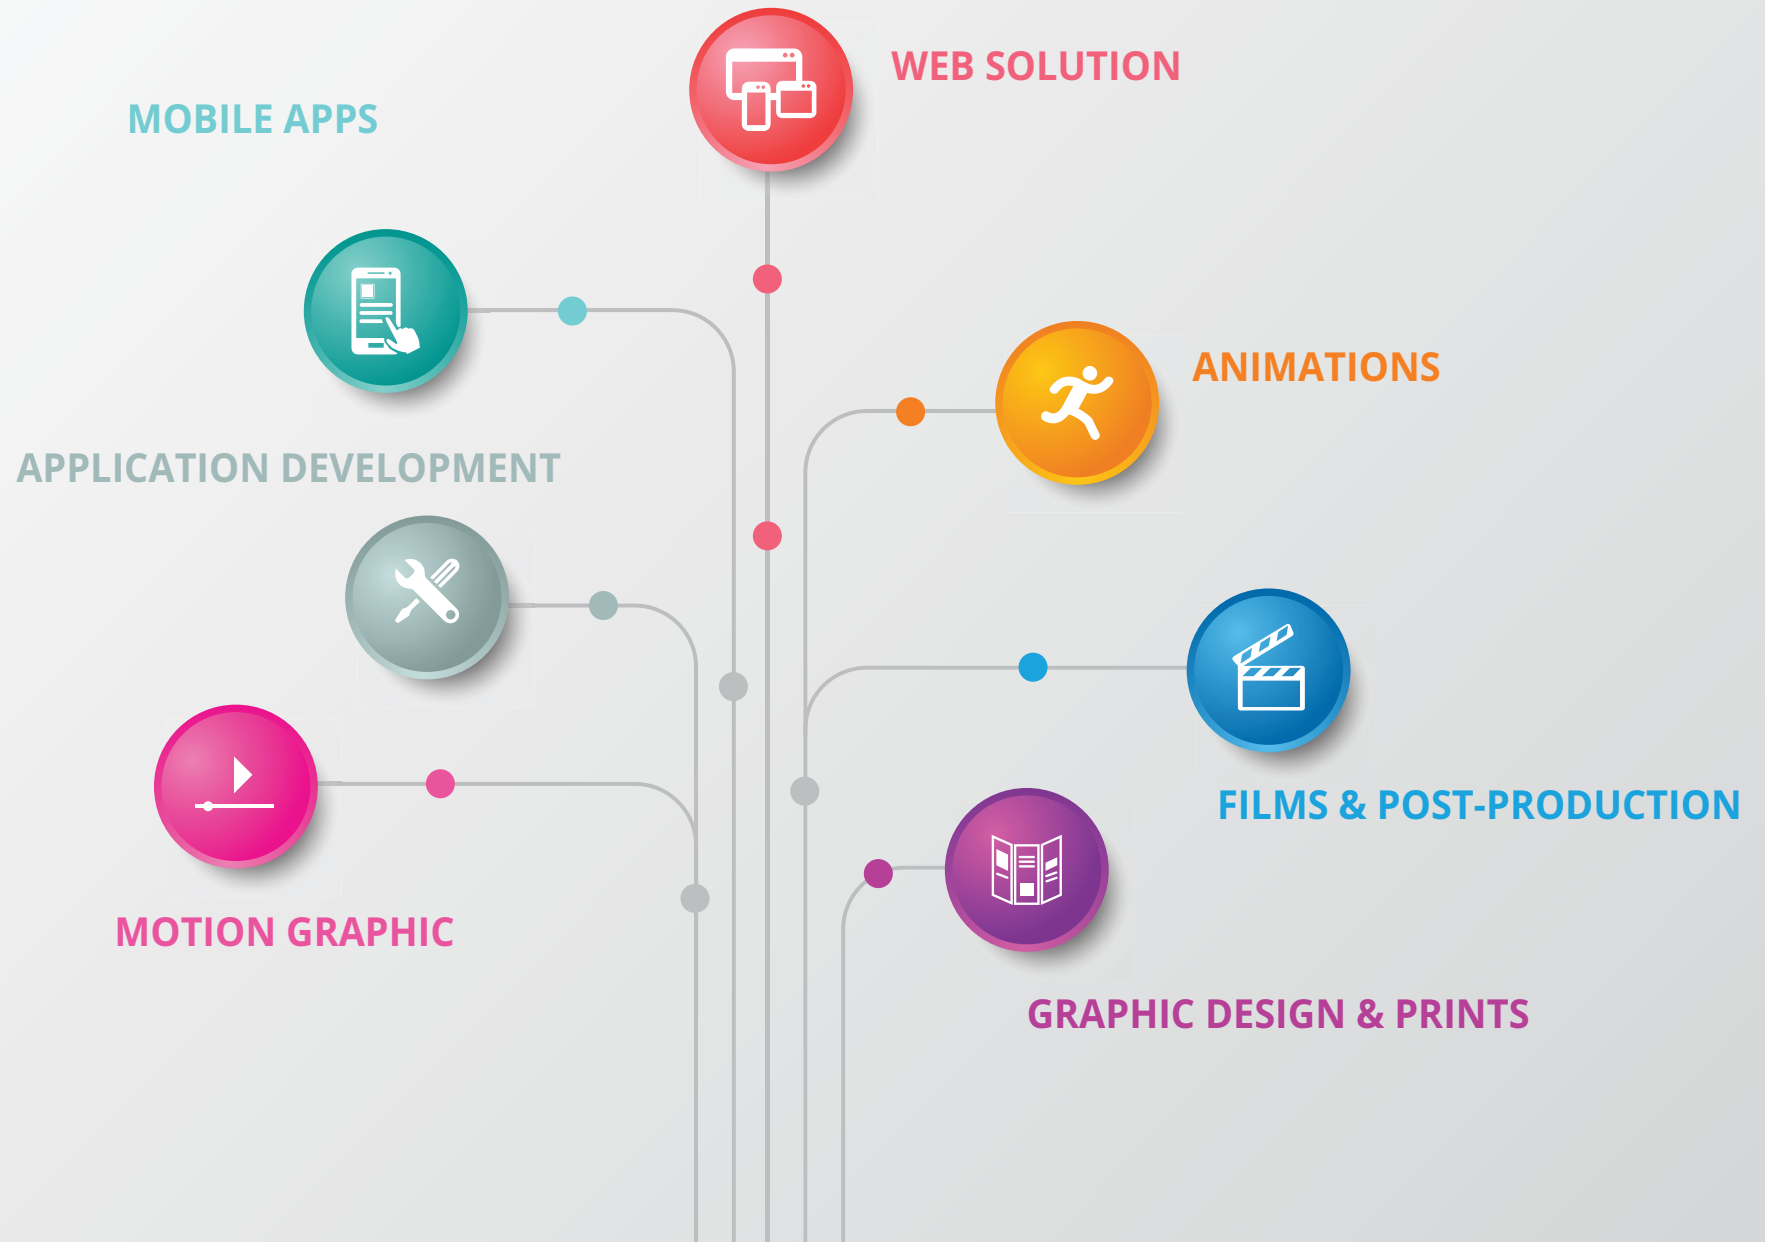 WEB SOLUTION
MOBILE APPS
ANIMATIONS
APPLICATION DEVELOPMENT
FILMS & POST-PRODUCTION
MOTION GRAPHIC
GRAPHIC DESIGN & PRINTS